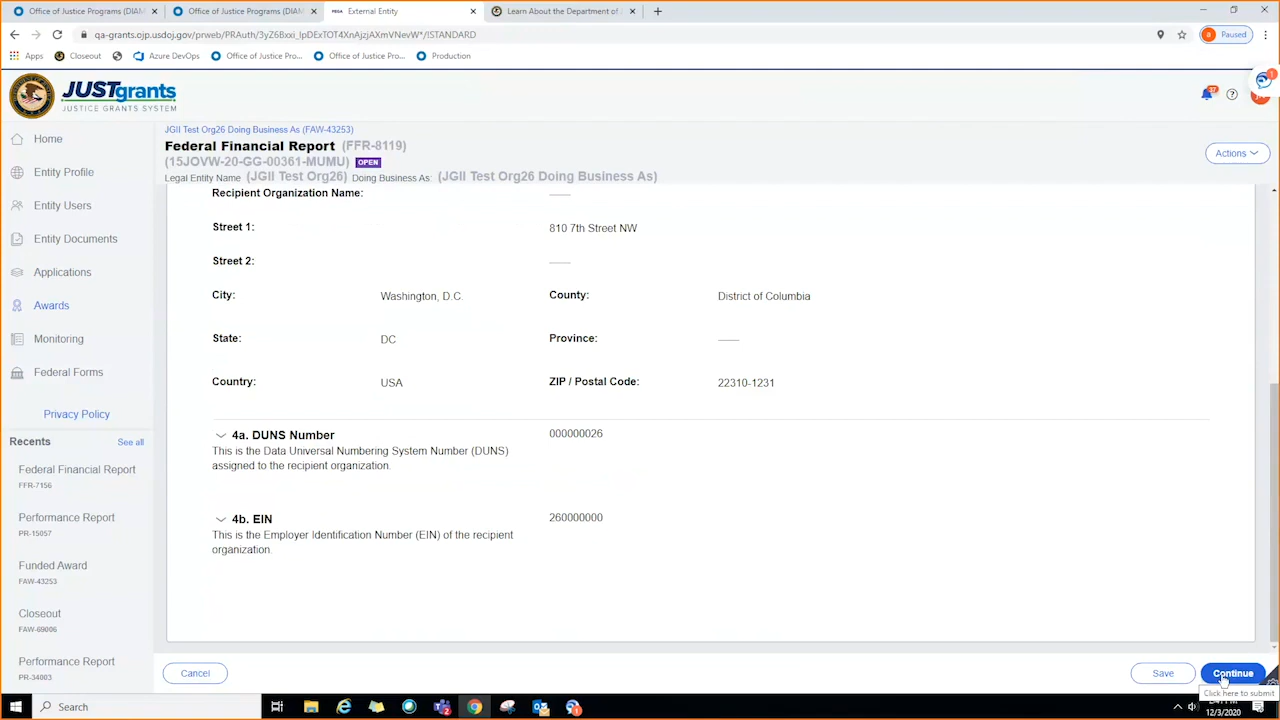 Office of Justice Programs (DIAM
Office of Justice Programs (DIAM
PEGA External Entity
Learn About the Department of J
qa-grants.ojp.usdoj.gov/prweb/PRAuth/3yZ6Bxxi_IpDExTOT4XnAjzjAXmVNevW*/!STANDARD
Paused
Apps
Closeout
Azure DevOps
Office of Justice Pro...
Office of Justice Pro...
Production
JUSTgrants
JUSTICE GRANTS SYSTEM
Home
Entity Profile
Entity Users
Entity Documents
Applications
Awards
Monitoring
Federal Forms
Privacy Policy
Recents
See all
Federal Financial Report
FFR-7156
Performance Report
PR-15057
Funded Award
FAW-43253
Closeout
FAW-69006
Performance Report
PR-34003
JGII Test Org26 Doing Business As (FAW-43253)
Federal Financial Report (FFR-8119)
(15JOVW-20-GG-00361-MUMU) OPEN
Legal Entity Name (JGII Test Org26) Doing Business As: (JGII Test Org26 Doing Business As)
Actions
Recipient Organization Name:
Street 1: 810 7th Street NW
Street 2:
City: Washington, D.C. County: District of Columbia
State: DC Province:
Country: USA ZIP / Postal Code: 22310-1231
4a. DUNS Number 000000026
This is the Data Universal Numbering System Number (DUNS)
assigned to the recipient organization.
4b. EIN 260000000
This is the Employer Identification Number (EIN) of the recipient
organization.
Cancel
Save
Continue
Click here to submit
Search
12/3/2020